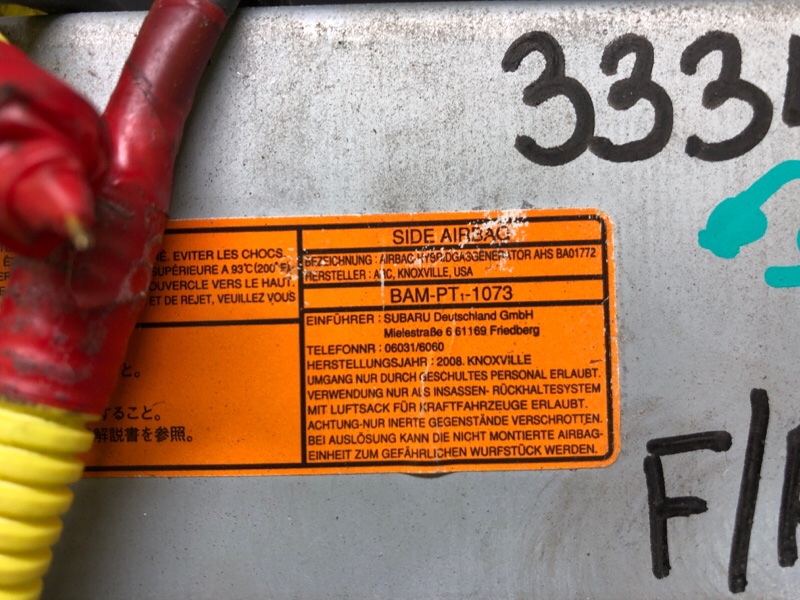 333
É, EVITER LES CHOCS
SUPÉRIEURE A 93℃(200°F)
OUVERCLE VERS LE HAUT.
ET DE REJET, VEUILLEZ VOUS
と。
すること。
解説書を参照。
SIDE AIRBAG
BEZEICHNUNG : AIRBAG GENERATOR AHS BA01772
HERSTELLER : ARC, KNOXVILLE, USA
BAM-PT₁-1073
EINFÜHRER : SUBARU Deutschland GmbH
Mielestraße 6 61169 Friedberg
TELEFONNR : 06031/6060
HERSTELLUNGSJAHR : 2008. KNOXVILLE
UMGANG NUR DURCH GESCHULTES PERSONAL ERLAUBT.
VERWENDUNG NUR ALS INSASSEN- RÜCKHALTESYSTEM
MIT LUFTSACK FÜR KRAFTFAHRZEUGE ERLAUBT.
ACHTUNG-NUR INERTE GEGENSTÄNDE VERSCHROTTEN.
BEI AUSLÖSUNG KANN DIE NICHT MONTIERTE AIRBAG-
EINHEIT ZUM GEFÄHRLICHEN WURFSTÜCK WERDEN.
F/